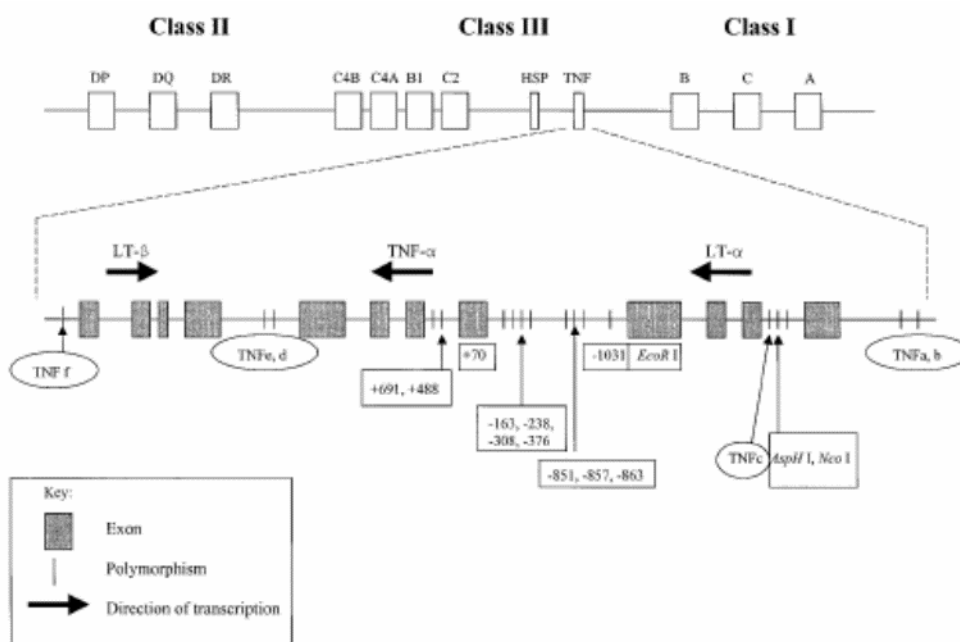 Class II Class III Class I
DP DQ DR C4B C4A B1 C2 HSP TNF B C A
LT-β TNF-α LT-α
TNF f
TNFe, d
+691, +488
+70
-163, -238,
-308, -376
-851, -857, -863
-1031 EcoR I
TNFc
AspH I, Nco I
TNFa, b
Key:
Exon
Polymorphism
Direction of transcription